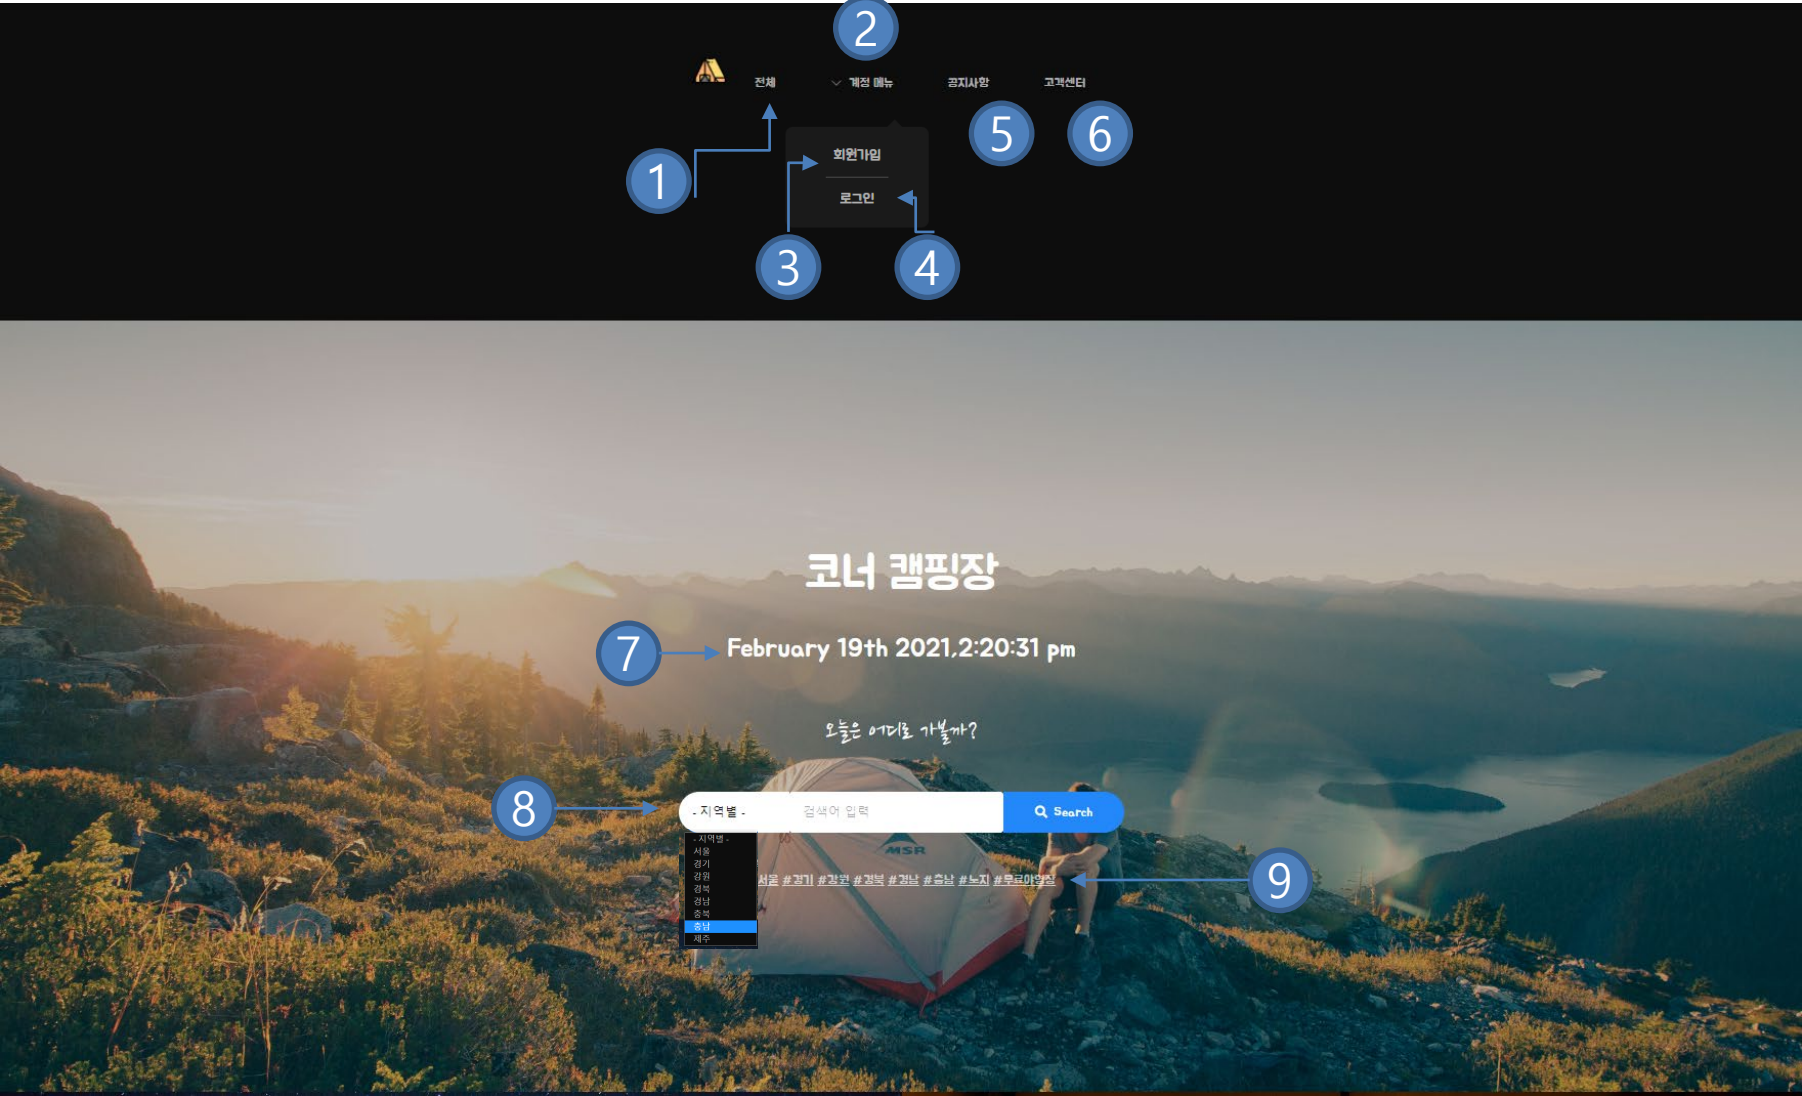 2
전체 계정 메뉴 공지사항 고객센터
5 6
회원가입
1
로그인
3 4
코너 캠핑장
7 February 19th 2021,2:20:31 pm
오늘은 어디로 가볼까?
8 - 지역별 - 검색어 입력 Search
- 지역별 -
MSR
서울
경기
강원
경북
경남
충북
충남
제주
서울 #경기 #강원 #경북 #경남 #충남 #노지 #무료야영장 9